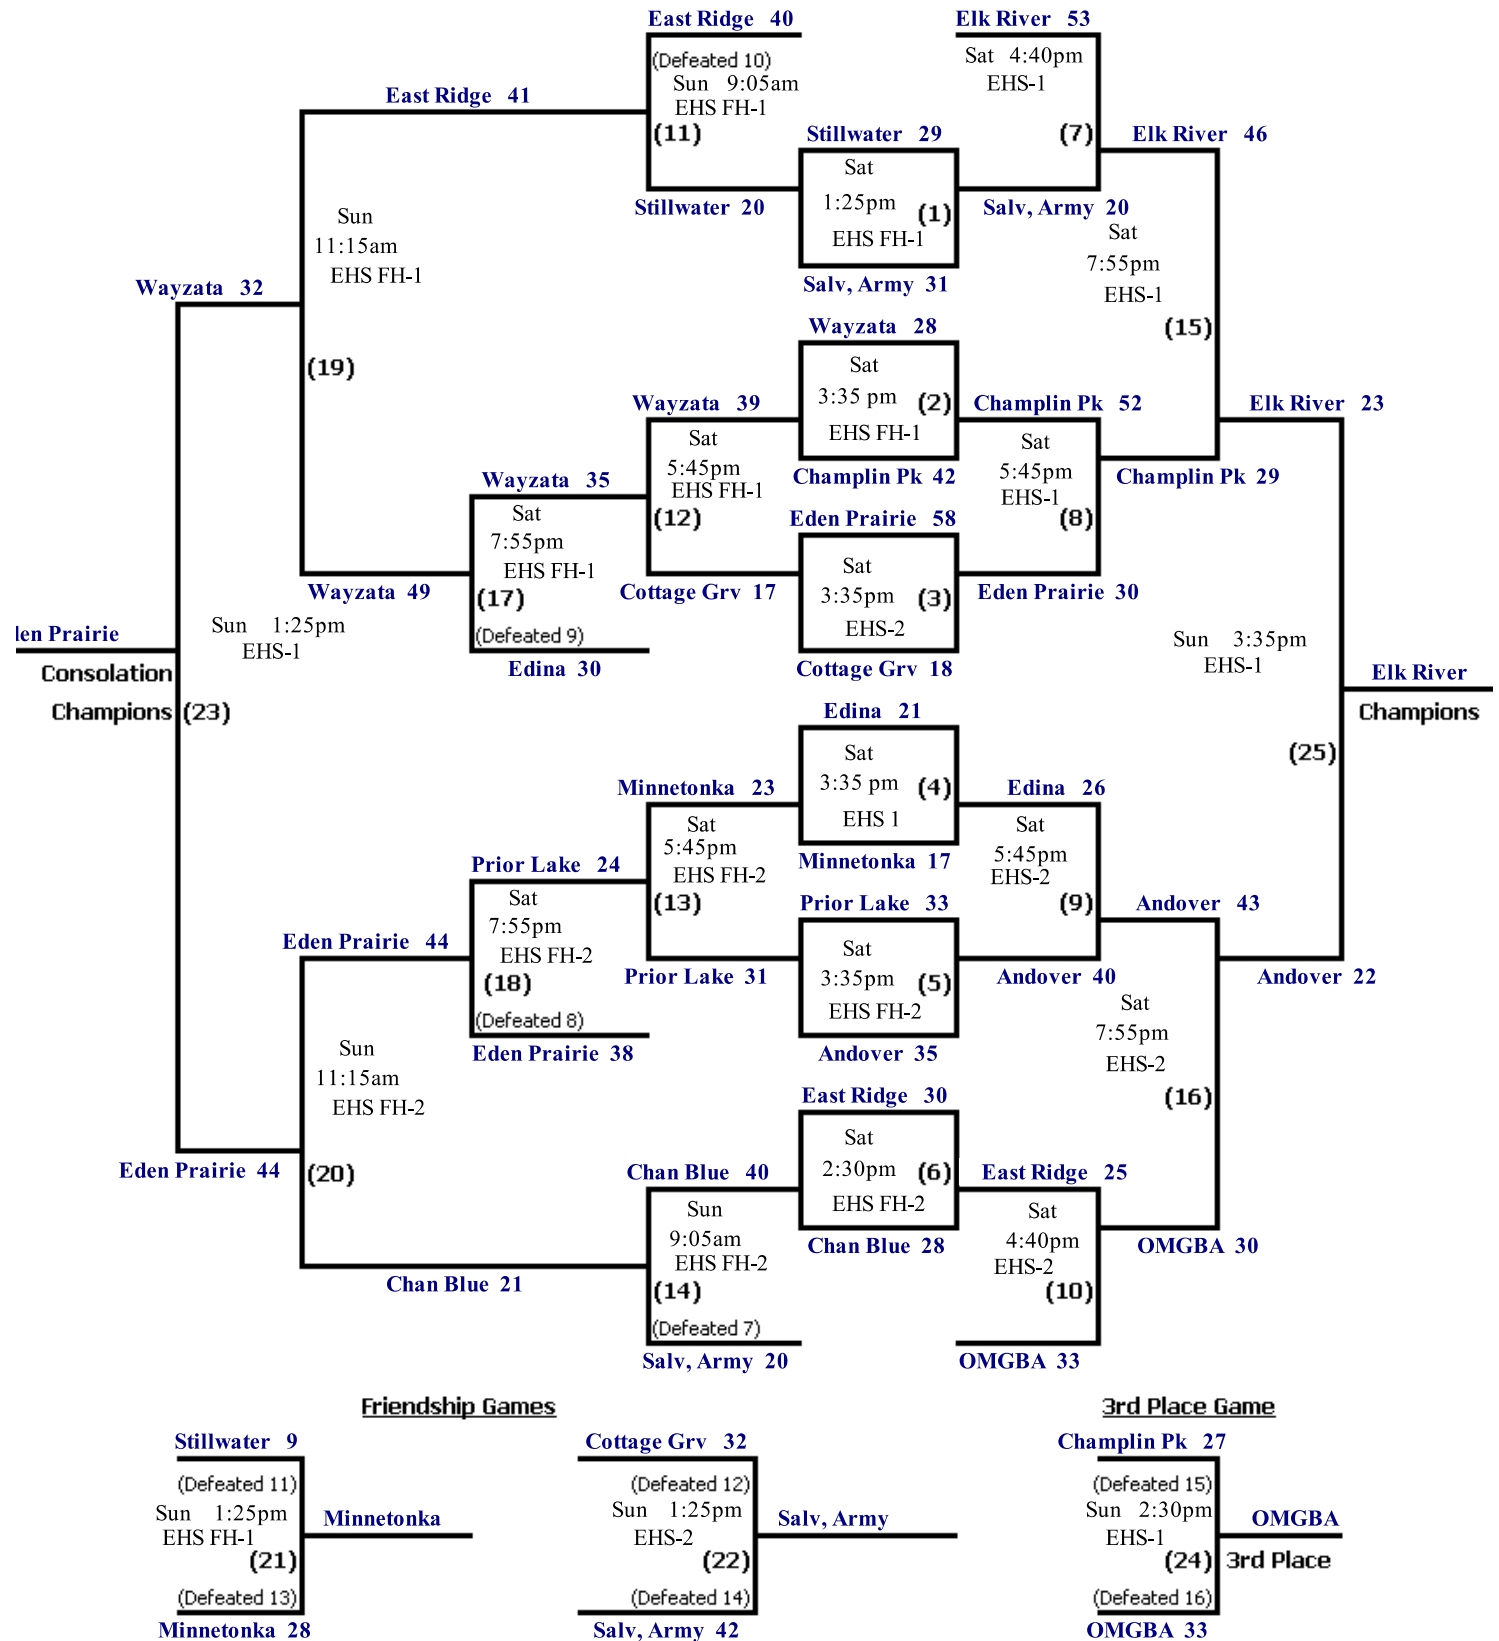 East Ridge 40
Elk River 53
(Defeated 10)
Sun 9:05am
EHS FH-1
(11)
Sat 4:40pm
EHS-1
(7)
East Ridge 41
Stillwater 29
Elk River 46
Sat
1:25pm
(1)
EHS FH-1
Stillwater 20
Salv, Army 20
Sun
11:15am
EHS FH-1
Sat
7:55pm
EHS-1
(15)
Wayzata 32
Salv, Army 31
Wayzata 28
(19)
Sat
3:35 pm
(2)
EHS FH-1
Wayzata 39
Champlin Pk 52
Elk River 23
Sat
5:45pm
EHS FH-1
(12)
Sat
5:45pm
EHS-1
(8)
Wayzata 35
Champlin Pk 42
Champlin Pk 29
Sat
7:55pm
EHS FH-1
(17)
Eden Prairie 58
Sat
3:35pm
(3)
EHS-2
Wayzata 49
Cottage Grv 17
Eden Prairie 30
Sun 1:25pm
EHS-1
(Defeated 9)
Edina 30
Sun 3:35pm
EHS-1
len Prairie
Consolation
Champions
(23)
Cottage Grv 18
Elk River
Champions
(25)
Edina 21
Sat
3:35 pm
(4)
EHS 1
Minnetonka 23
Edina 26
Sat
5:45pm
EHS FH-2
(13)
Sat
5:45pm
EHS-2
(9)
Prior Lake 24
Minnetonka 17
Sat
7:55pm
EHS FH-2
(18)
Prior Lake 33
Andover 43
Sat
3:35pm
(5)
EHS FH-2
Eden Prairie 44
Prior Lake 31
Andover 40
Andover 22
(Defeated 8)
Eden Prairie 38
Andover 35
Sat
7:55pm
EHS-2
(16)
Sun
11:15am
EHS FH-2
(20)
East Ridge 30
Sat
2:30pm
(6)
EHS FH-2
Eden Prairie 44
Chan Blue 40
East Ridge 25
Sun
9:05am
EHS FH-2
(14)
Sat
4:40pm
EHS-2
(10)
Chan Blue 28
OMGBA 30
Chan Blue 21
(Defeated 7)
Salv, Army 20
OMGBA 33
Friendship Games
3rd Place Game
Stillwater 9
(Defeated 11)
Sun 1:25pm
EHS FH-1
(21)
Minnetonka
(Defeated 13)
Minnetonka 28
Cottage Grv 32
(Defeated 12)
Sun 1:25pm
EHS-2
(22)
Salv, Army
(Defeated 14)
Salv, Army 42
Champlin Pk 27
(Defeated 15)
Sun 2:30pm
EHS-1
(24)
OMGBA
3rd Place
(Defeated 16)
OMGBA 33